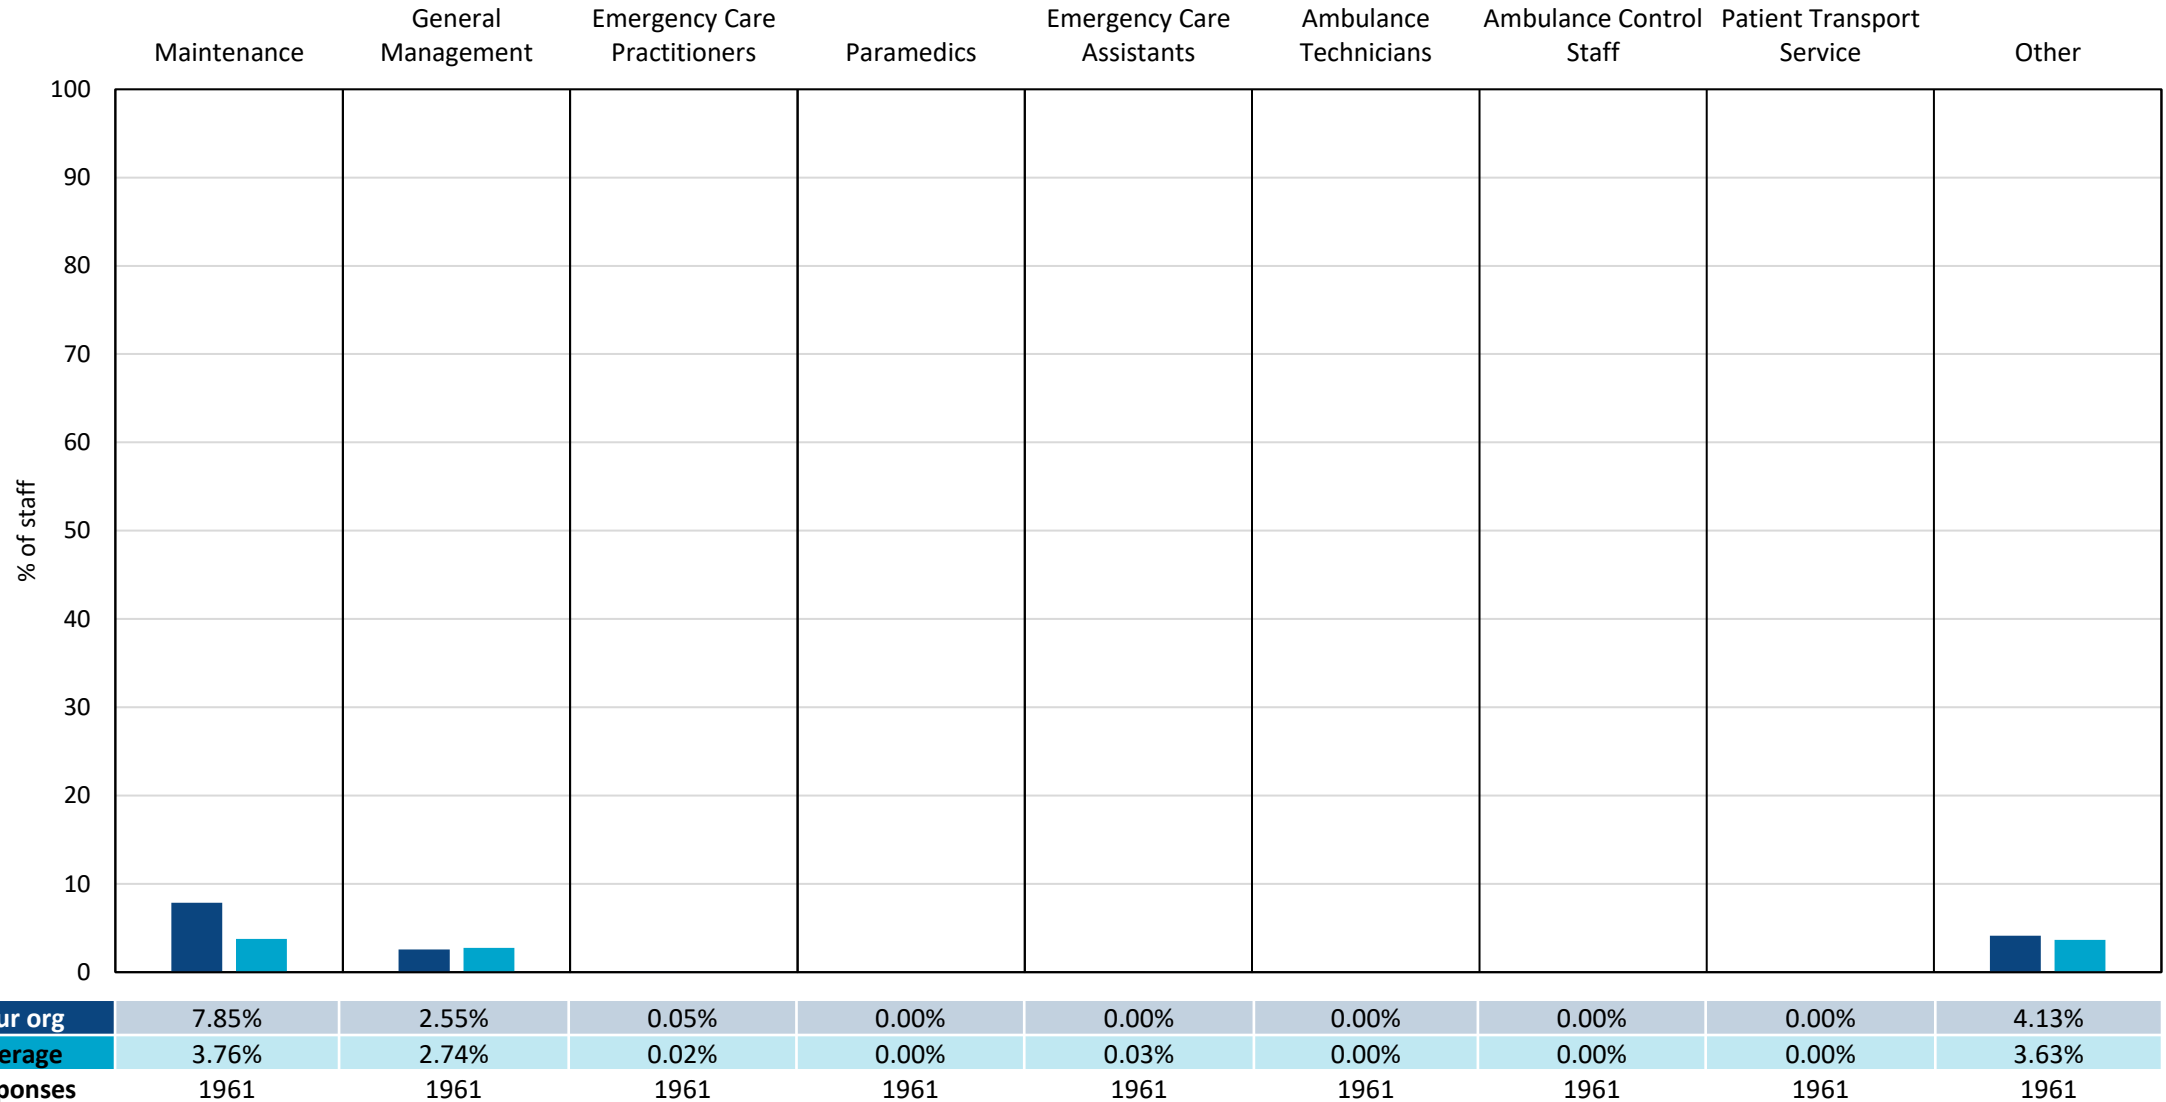 Maintenance
General
Management
Emergency Care
Practitioners
Paramedics
Emergency Care
Assistants
Ambulance
Technicians
Ambulance Control
Staff
Patient Transport
Service
Other
% of staff
100
90
80
70
60
50
40
30
20
10
0
ur org 7.85% 2.55% 0.05% 0.00% 0.00% 0.00% 0.00% 0.00% 4.13%
erage 3.76% 2.74% 0.02% 0.00% 0.03% 0.00% 0.00% 0.00% 3.63%
ponses 1961 1961 1961 1961 1961 1961 1961 1961 1961